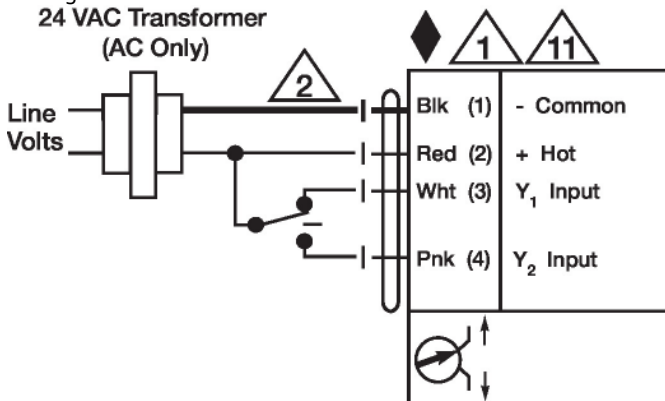 24 VAC Transformer
(AC Only)
1
11
2
Line
Volts
Blk (1) - Common
Red (2) + Hot
Wht (3) Y1 Input
Pnk (4) Y2 Input